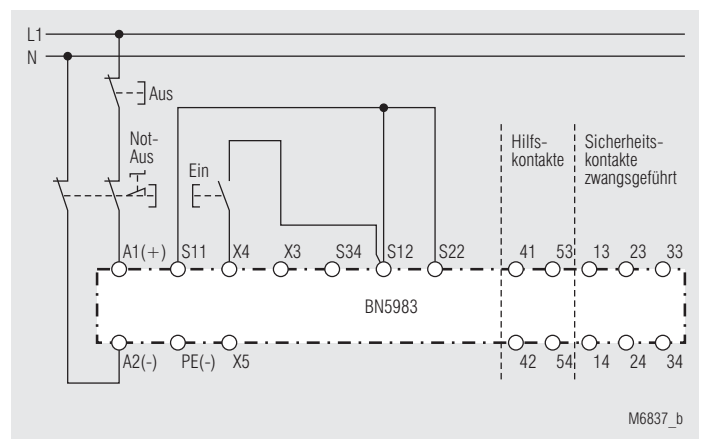 L1
N
Aus
Not-
Aus
Ein
Hilfs-
kontakte
Sicherheits-
kontakte
zwangsgeführt
A1(+) S11 X4 X3 S34 S12 S22 41 53 13 23 33
BN5983
A2(-) PE(-) X5 42 54 14 24 34
M6837_b